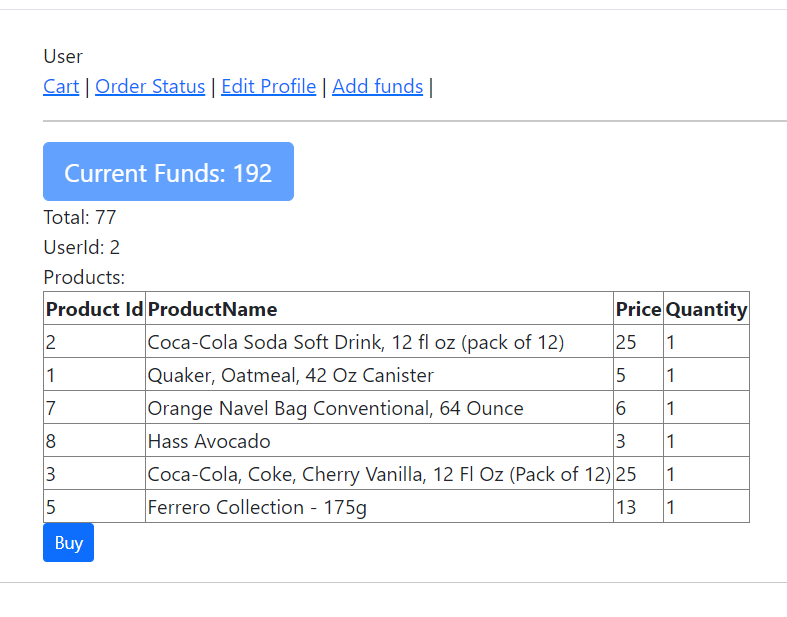 User
Cart | Order Status | Edit Profile | Add funds |
Current Funds: 192
Total: 77
UserId: 2
Products:
Product Id ProductName Price Quantity
2 Coca-Cola Soda Soft Drink, 12 fl oz (pack of 12) 25 1
1 Quaker, Oatmeal, 42 Oz Canister 5 1
7 Orange Navel Bag Conventional, 64 Ounce 6 1
8 Hass Avocado 3 1
3 Coca-Cola, Coke, Cherry Vanilla, 12 Fl Oz (Pack of 12) 25 1
5 Ferrero Collection - 175g 13 1
Buy